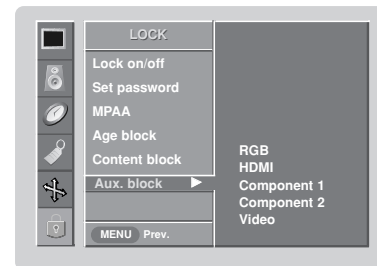 LOCK
Lock on/off
Set password
MPAA
Age block
Content block
Aux. block
RGB
HDMI
Component 1
Component 2
Video
MENU Prev.